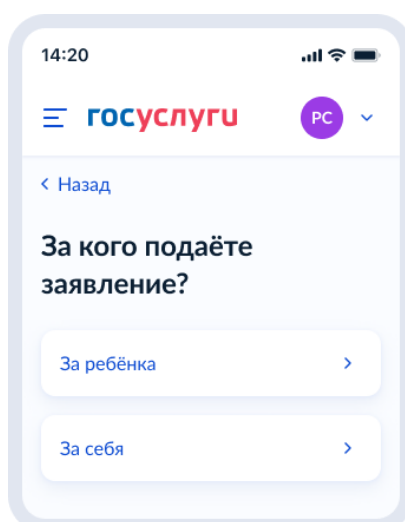 14:20
госуслуги
РС
Назад
За кого подаёте
заявление?
За ребёнка
За себя